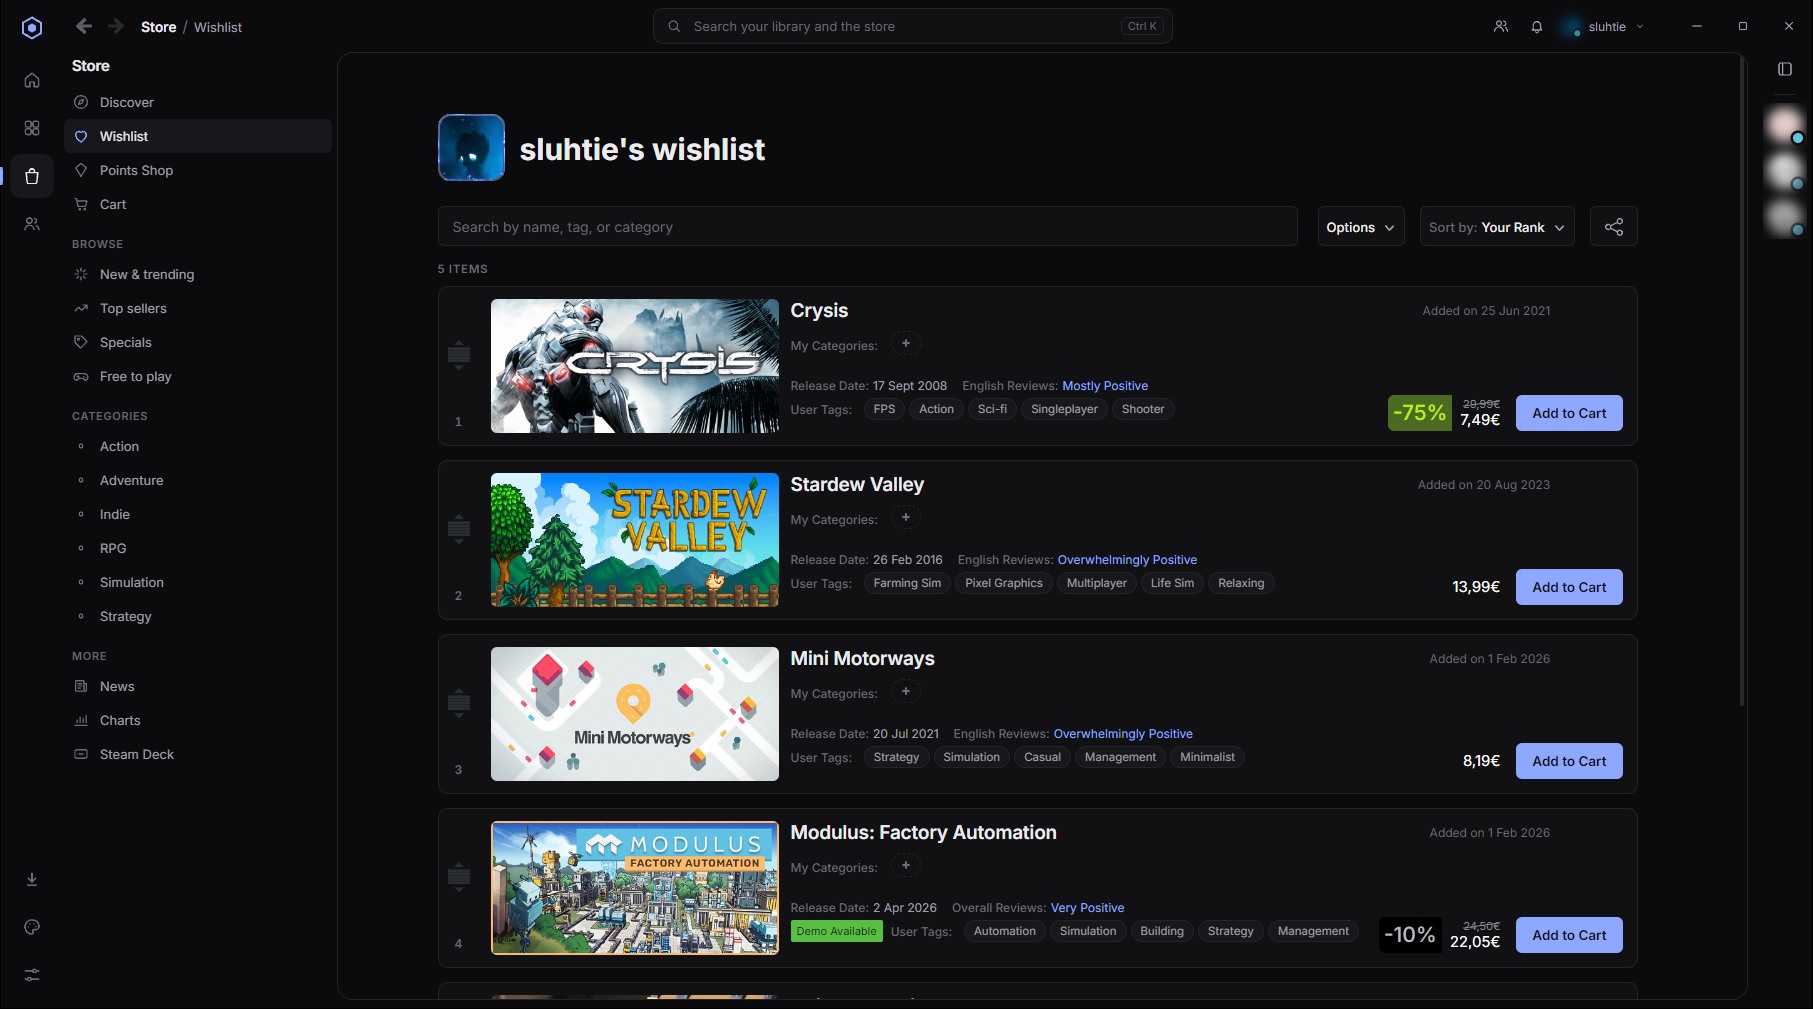 Store / Wishlist
Search your library and the store
Ctrl K
sluhtie
Store
Discover
Wishlist
Points Shop
Cart
BROWSE
New & trending
Top sellers
Specials
Free to play
CATEGORIES
Action
Adventure
Indie
RPG
Simulation
Strategy
MORE
News
Charts
Steam Deck
sluhtie's wishlist
Search by name, tag, or category
Options
Sort by: Your Rank
5 ITEMS
1
CRYSIS
Crysis
Added on 25 Jun 2021
My Categories: +
Release Date: 17 Sept 2008 English Reviews: Mostly Positive
User Tags: FPS Action Sci-fi Singleplayer Shooter
-75%
29,99€
7,49€
Add to Cart
2
STARDEW
VALLEY
Stardew Valley
Added on 20 Aug 2023
My Categories: +
Release Date: 26 Feb 2016 English Reviews: Overwhelmingly Positive
User Tags: Farming Sim Pixel Graphics Multiplayer Life Sim Relaxing
13,99€
Add to Cart
3
Mini Motorways
Mini Motorways
Added on 1 Feb 2026
My Categories: +
Release Date: 20 Jul 2021 English Reviews: Overwhelmingly Positive
User Tags: Strategy Simulation Casual Management Minimalist
8,19€
Add to Cart
4
MODULUS
FACTORY AUTOMATION
Modulus: Factory Automation
Added on 1 Feb 2026
My Categories: +
Release Date: 2 Apr 2026 Overall Reviews: Very Positive
Demo Available User Tags: Automation Simulation Building Strategy Management
-10%
24,50€
22,05€
Add to Cart